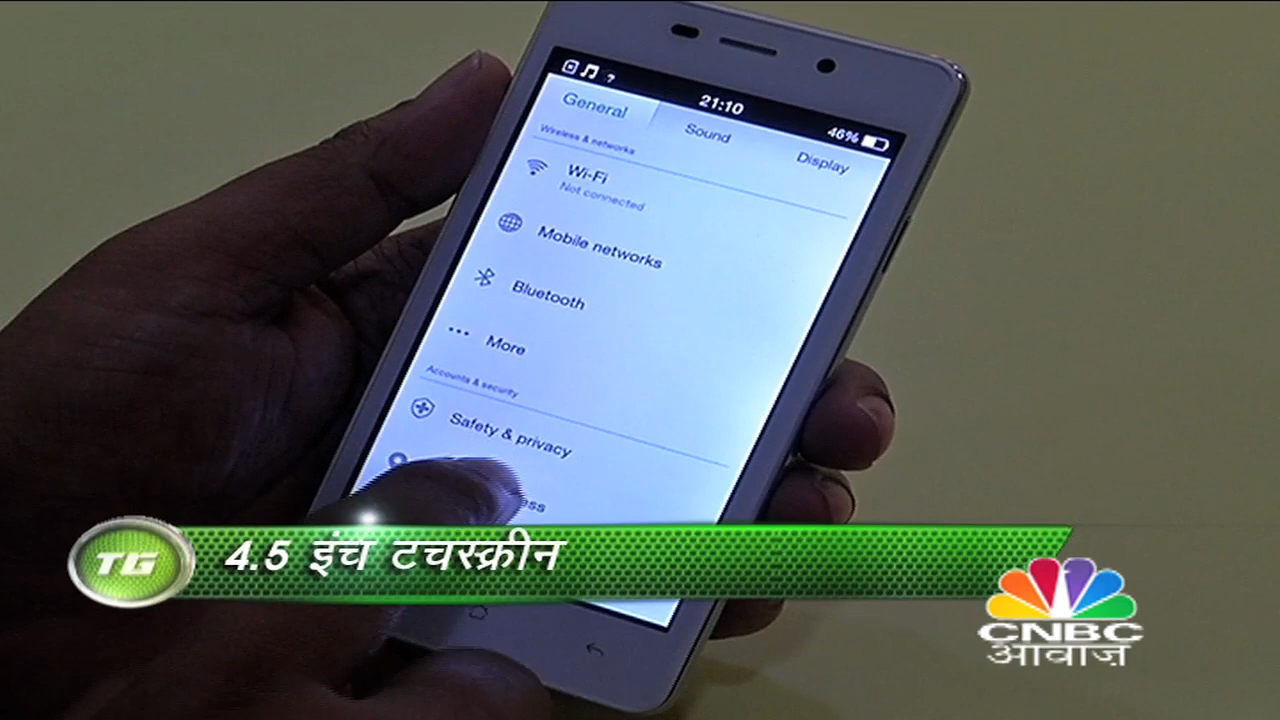 21:10
46%
General
Sound
Display
Wireless & networks
Wi-Fi
Not connected
Mobile networks
Bluetooth
More
Accounts & security
Safety & privacy
TG
4.5 इंच टचस्क्रीन
CNBC
आवाज़